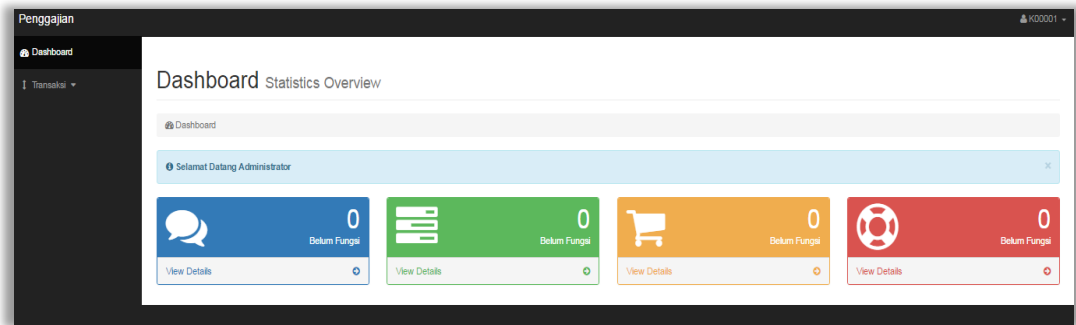 Penggajian
K00001
Dashboard
Transaksi
Dashboard Statistics Overview
Dashboard
Selamat Datang Administrator
×
0
Belum Fungsi
View Details
0
Belum Fungsi
View Details
0
Belum Fungsi
View Details
0
Belum Fungsi
View Details